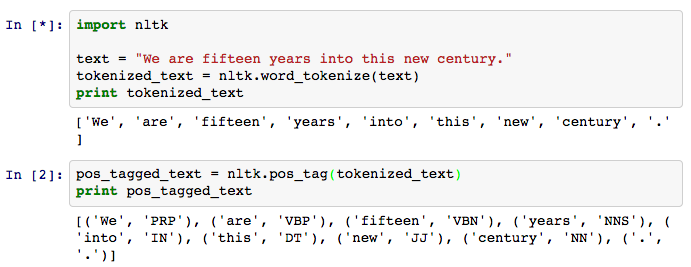 In [*]: import nltk
text = "We are fifteen years into this new century."
tokenized_text = nltk.word_tokenize(text)
print tokenized_text
['We', 'are', 'fifteen', 'years', 'into', 'this', 'new', 'century', '.'
]
In [2]: pos_tagged_text = nltk.pos_tag(tokenized_text)
print pos_tagged_text
[('We', 'PRP'), ('are', 'VBP'), ('fifteen', 'VBN'), ('years', 'NNS'), (
'into', 'IN'), ('this', 'DT'), ('new', 'JJ'), ('century', 'NN'), ('.',
'.')]